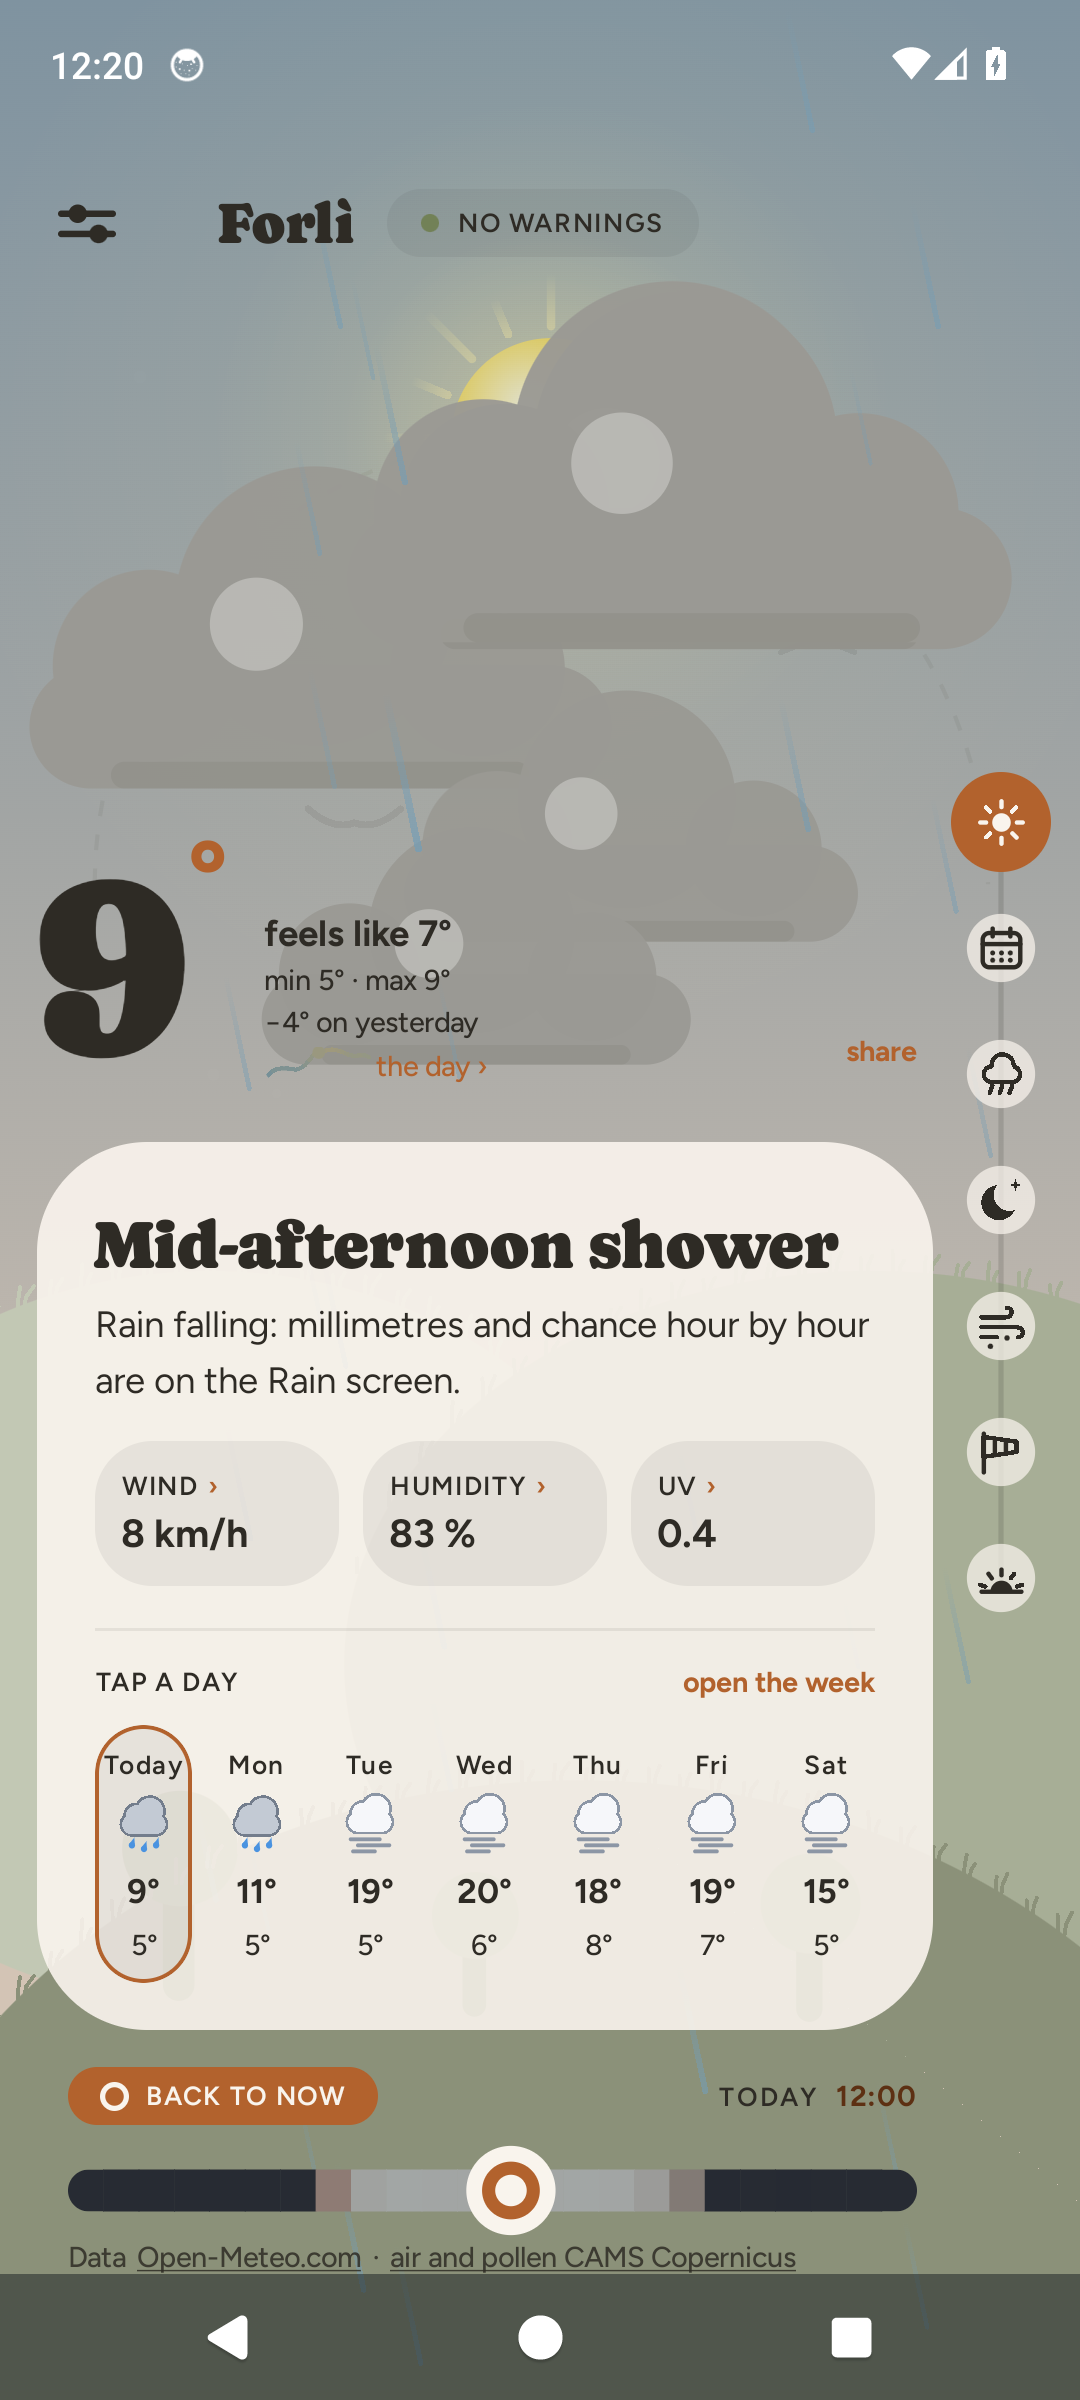 12:20
Forlì
NO WARNINGS
9°
feels like 7°
min 5° · max 9°
−4° on yesterday
the day ›
share
Mid-afternoon shower
Rain falling: millimetres and chance hour by hour
are on the Rain screen.
WIND › HUMIDITY › UV ›
8 km/h 83 % 0.4
TAP A DAY open the week
Today Mon Tue Wed Thu Fri Sat
9° 11° 19° 20° 18° 19° 15°
5° 5° 5° 6° 8° 7° 5°
BACK TO NOW TODAY 12:00
Data Open-Meteo.com · air and pollen CAMS Copernicus